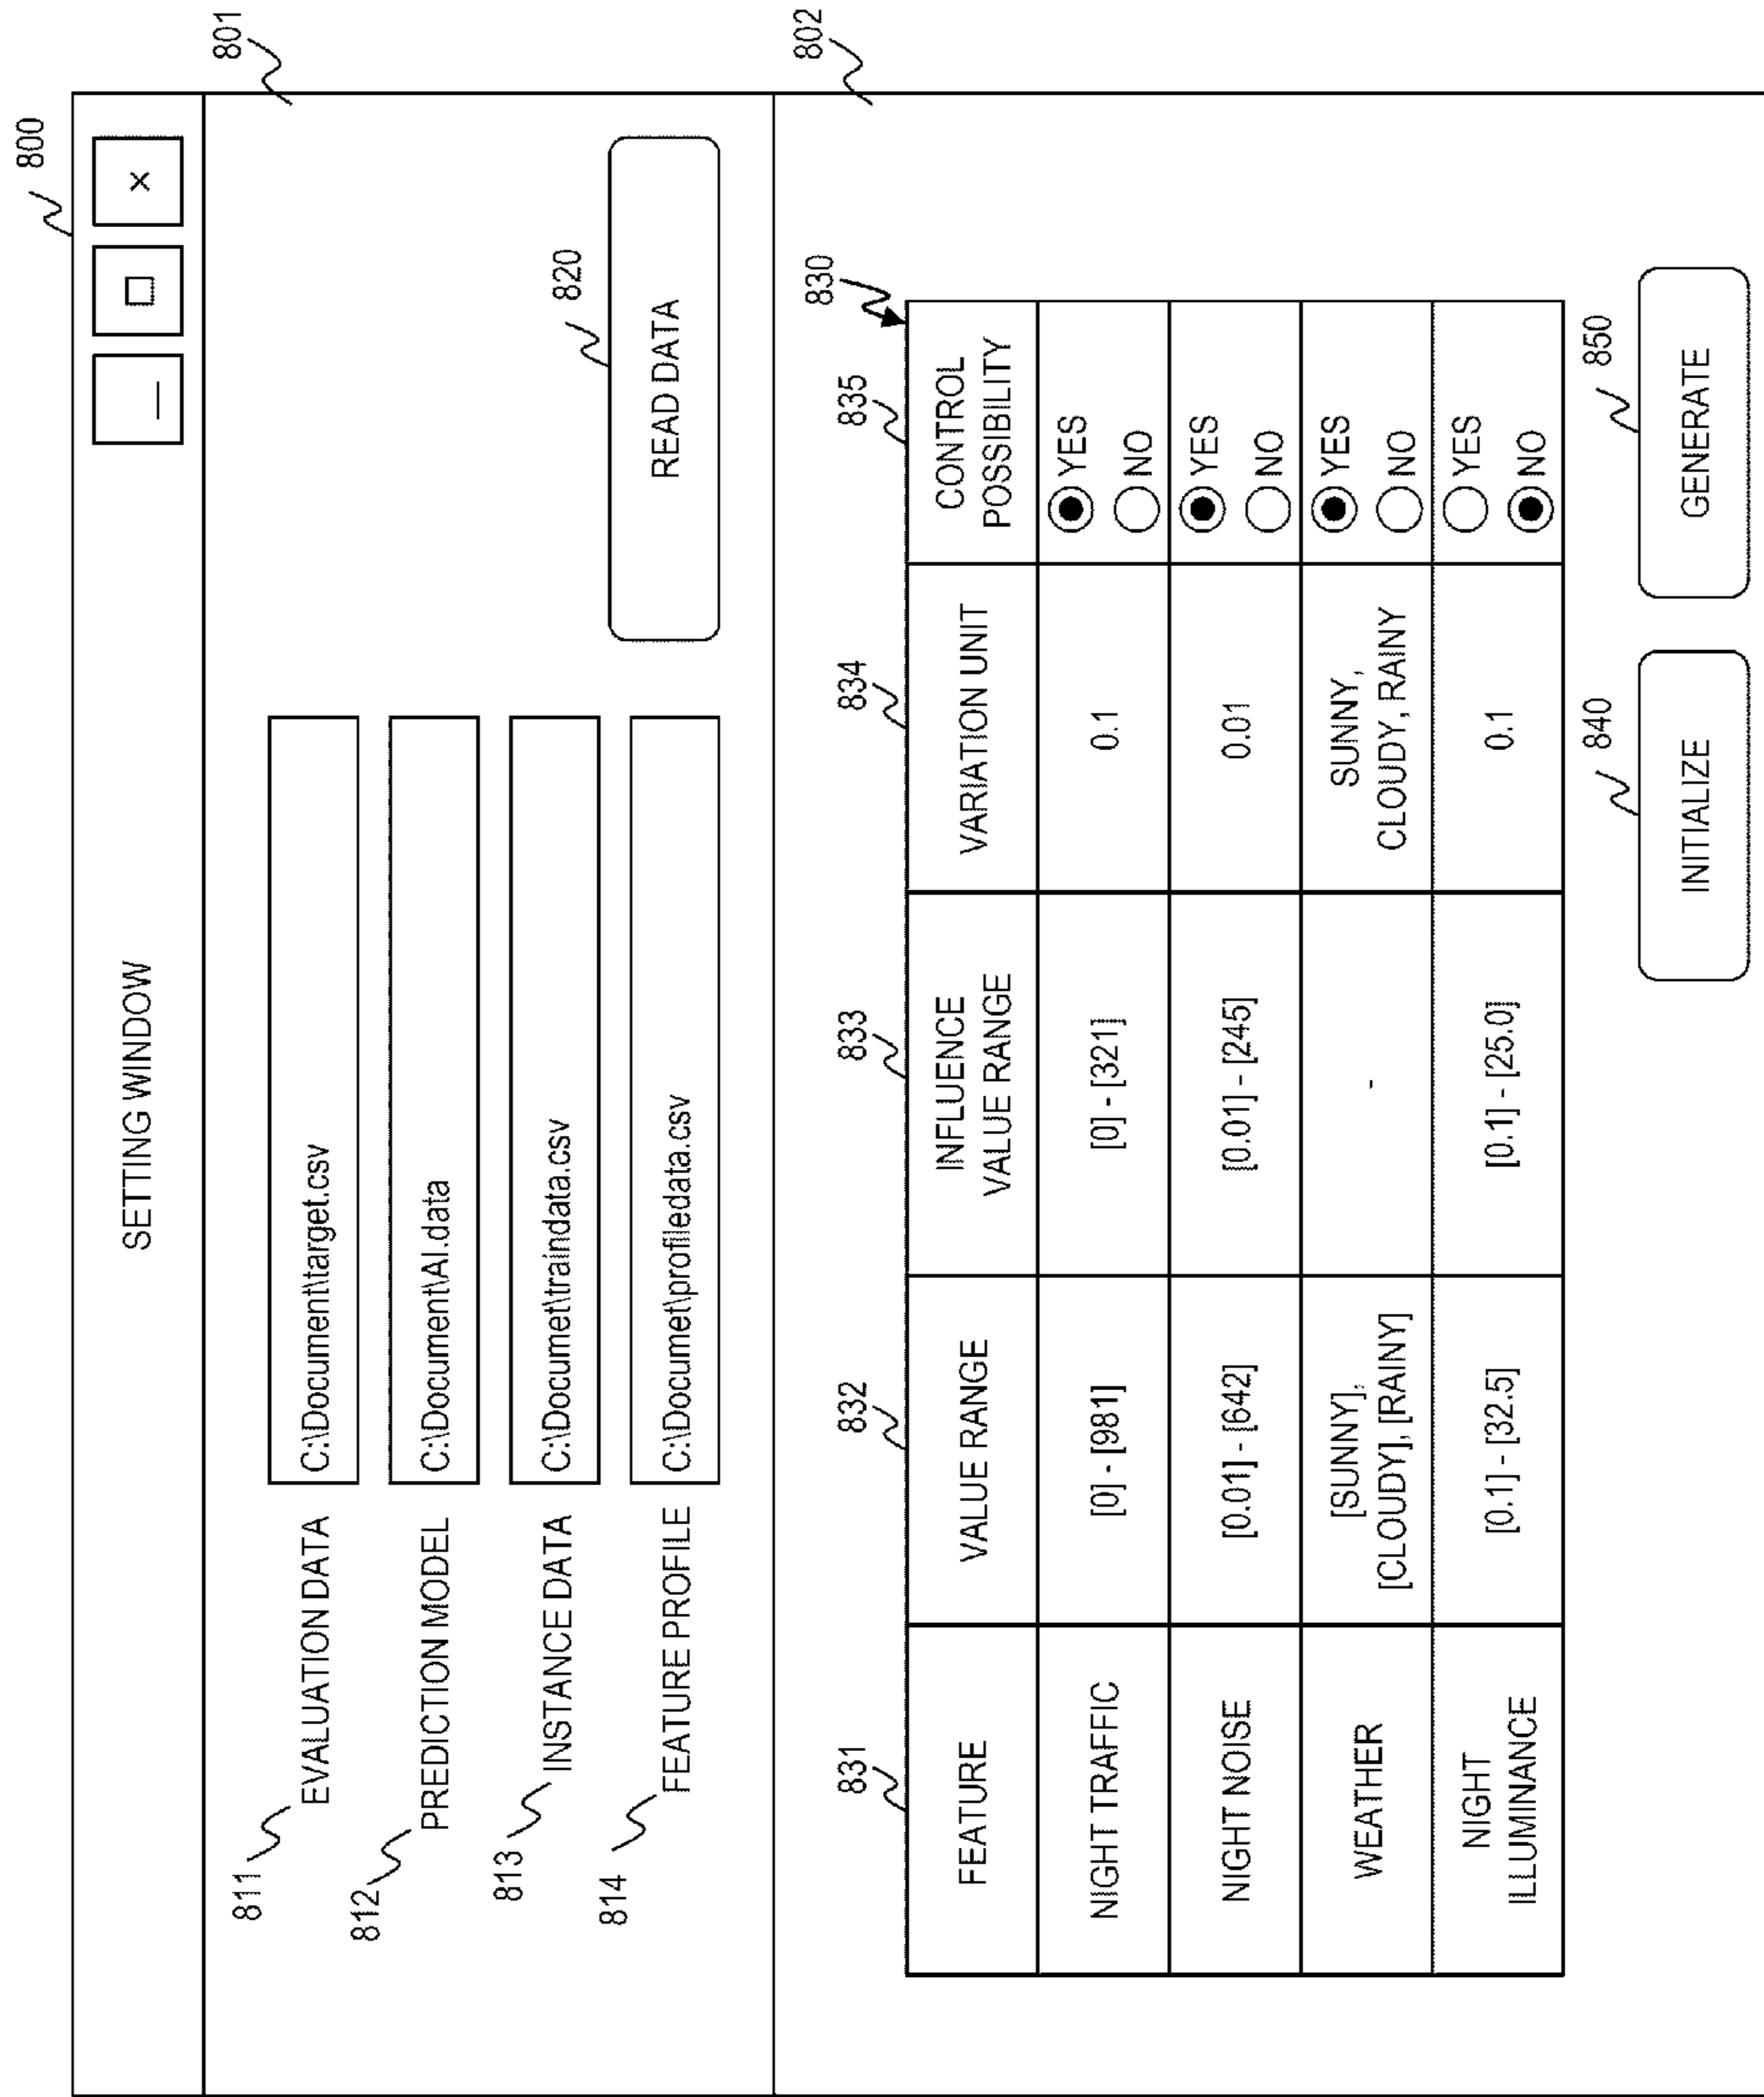 800
SETTING WINDOW
801
811
EVALUATION DATA
C:\Document\target.csv
812
PREDICTION MODEL
C:\Document\AI.data
813
INSTANCE DATA
C:\Documet\traindata.csv
814
FEATURE PROFILE
C:\Documet\profiledata.csv
820
READ DATA
802
830
831
832
833
834
835
FEATURE
VALUE RANGE
INFLUENCE
VALUE RANGE
VARIATION UNIT
CONTROL
POSSIBILITY
NIGHT TRAFFIC
[0] - [981]
[0] - [321]
0.1
YES
NO
NIGHT NOISE
[0.01] - [642]
[0.01] - [245]
0.01
YES
NO
WEATHER
[SUNNY],
[CLOUDY], [RAINY]
-
SUNNY,
CLOUDY, RAINY
YES
NO
NIGHT
ILLUMINANCE
[0.1] - [32.5]
[0.1] - [25.0]
0.1
YES
NO
840
INITIALIZE
850
GENERATE